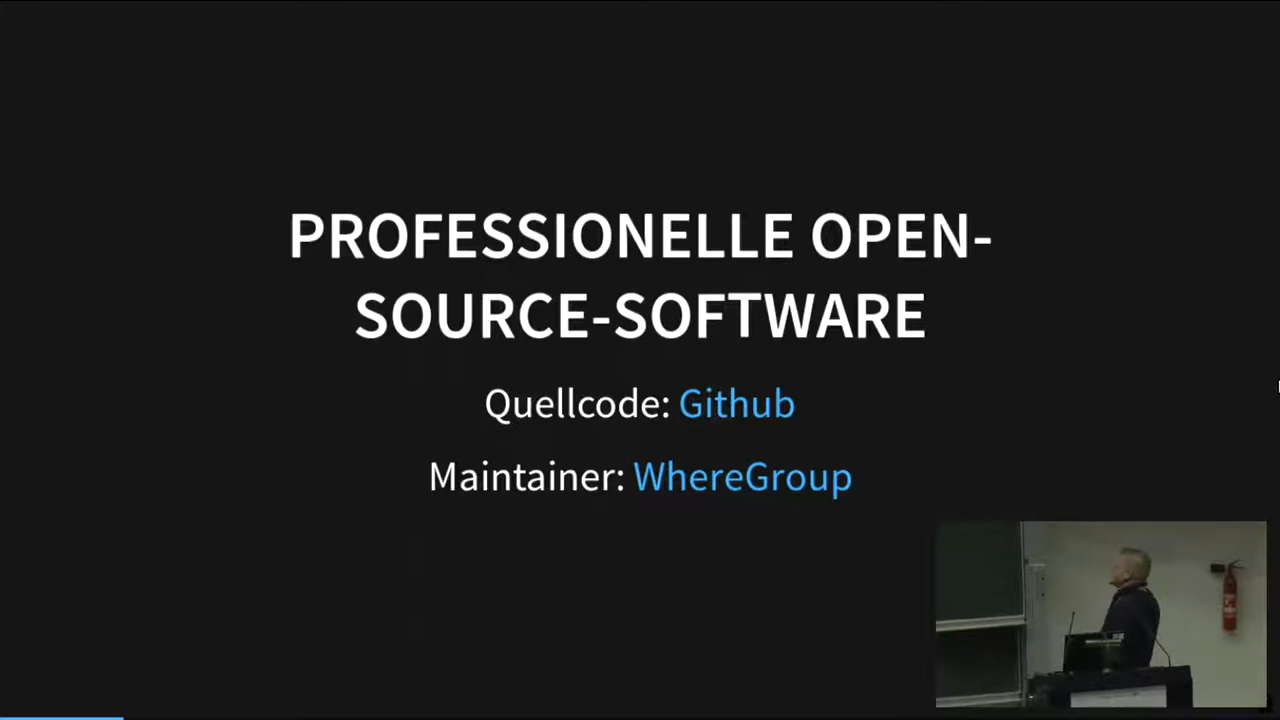 PROFESSIONELLE OPEN-
SOURCE-SOFTWARE
Quellcode: Github
Maintainer: WhereGroup